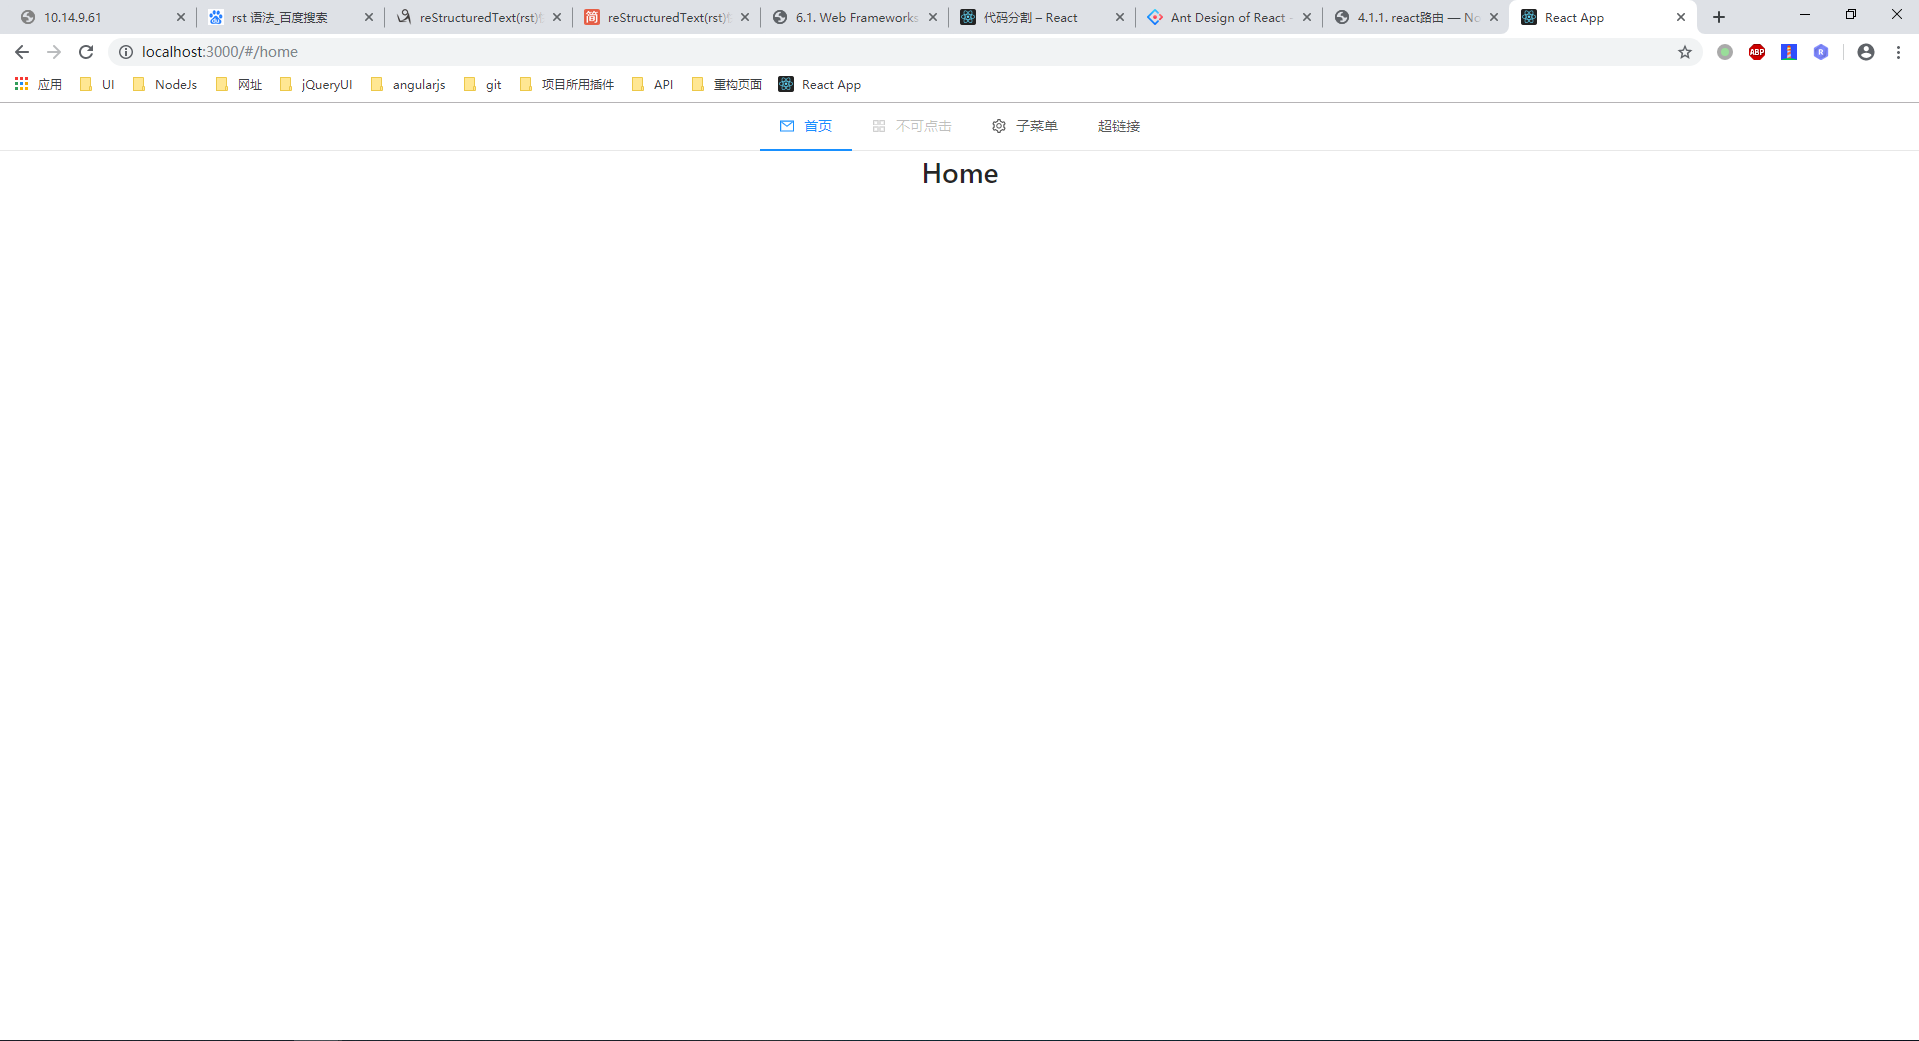 10.14.9.61
rst 语法_百度搜索
reStructuredText(rst)
简
reStructuredText(rst)
6.1. Web Frameworks
代码分割 – React
Ant Design of React
4.1.1. react路由 — No
React App
localhost:3000/#/home
ABP
R
应用
UI
NodeJs
网址
jQueryUI
angularjs
git
项目所用插件
API
重构页面
React App
首页
不可点击
子菜单
超链接
Home